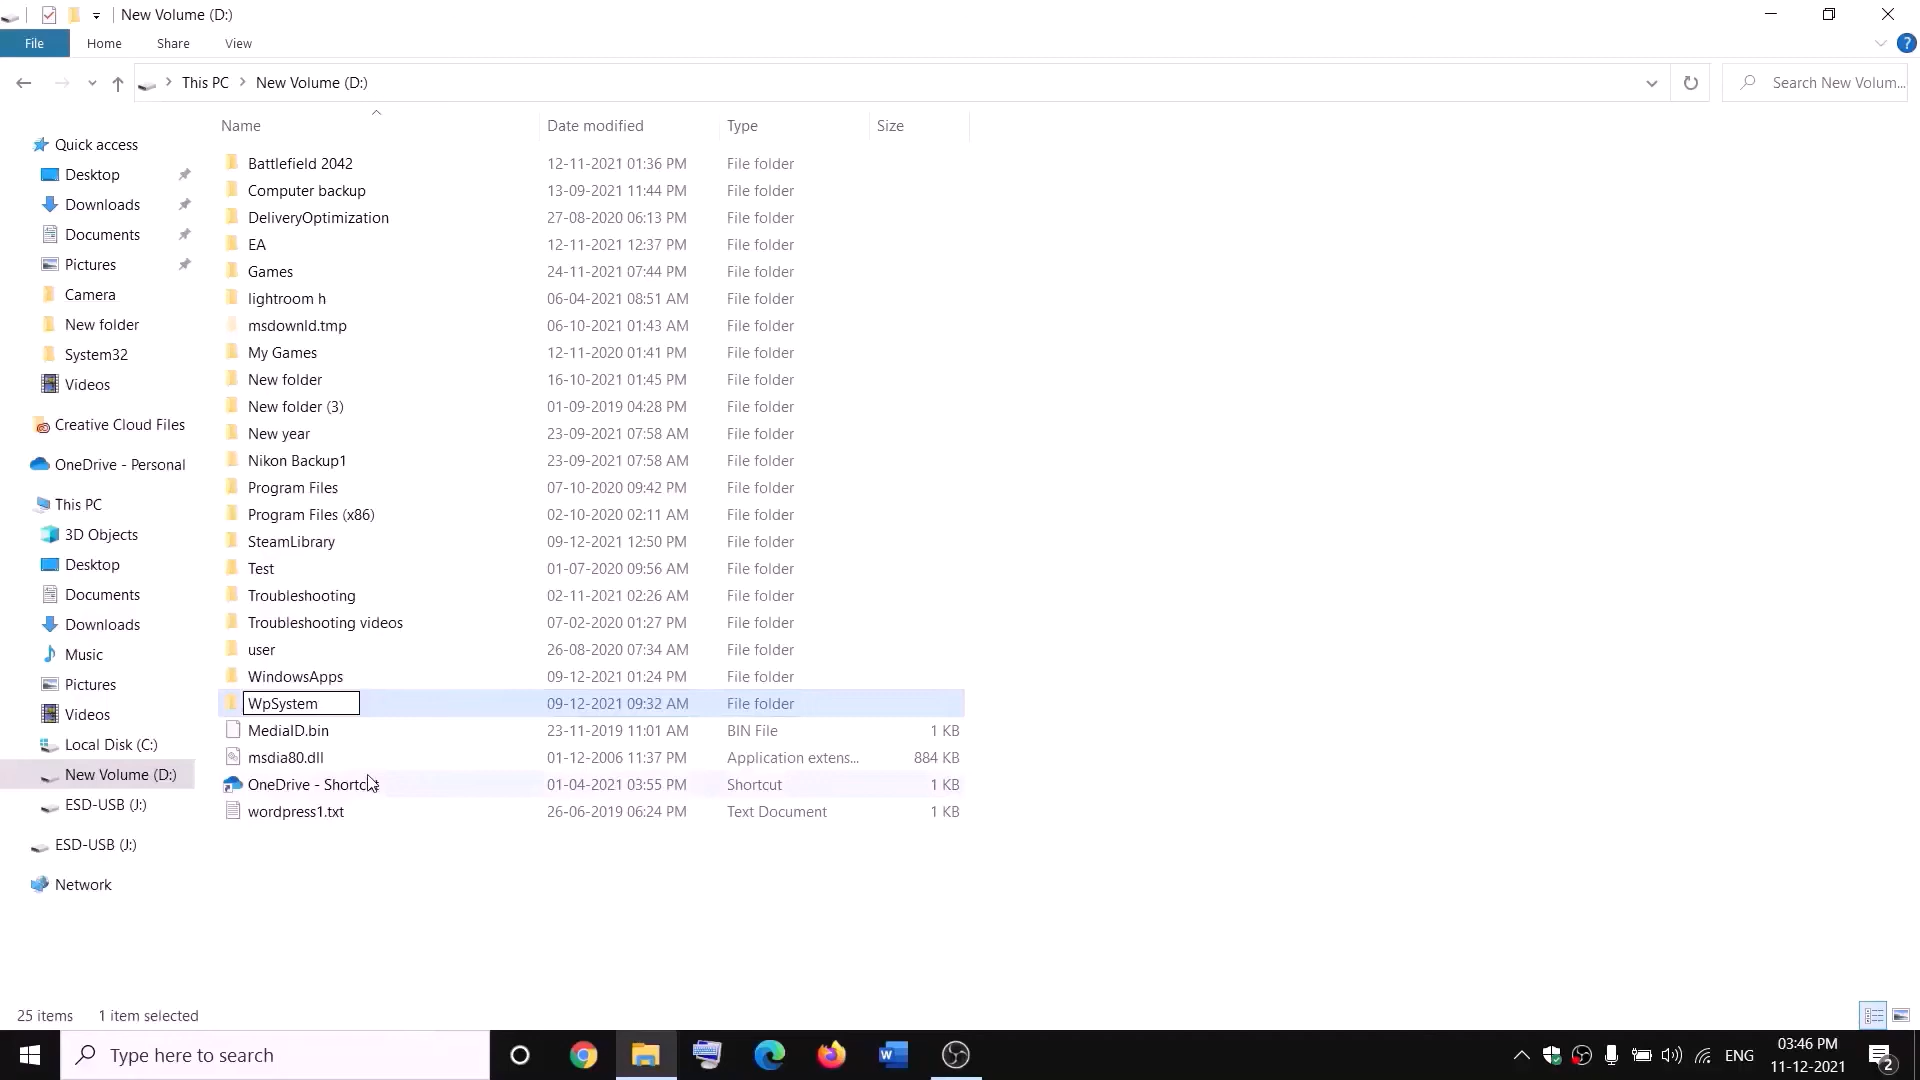 New Volume (D:)
File Home Share View
This PC New Volume (D:) Search New Volum...
Name Date modified Type Size
Quick access
Desktop
Downloads
Documents
Pictures
Camera
New folder
System32
Videos
Creative Cloud Files
OneDrive - Personal
This PC
3D Objects
Desktop
Documents
Downloads
Music
Pictures
Videos
Local Disk (C:)
New Volume (D:)
ESD-USB (J:)
ESD-USB (J:)
Network
Battlefield 2042 12-11-2021 01:36 PM File folder
Computer backup 13-09-2021 11:44 PM File folder
DeliveryOptimization 27-08-2020 06:13 PM File folder
EA 12-11-2021 12:37 PM File folder
Games 24-11-2021 07:44 PM File folder
lightroom h 06-04-2021 08:51 AM File folder
msdownld.tmp 06-10-2021 01:43 AM File folder
My Games 12-11-2020 01:41 PM File folder
New folder 16-10-2021 01:45 PM File folder
New folder (3) 01-09-2019 04:28 PM File folder
New year 23-09-2021 07:58 AM File folder
Nikon Backup1 23-09-2021 07:58 AM File folder
Program Files 07-10-2020 09:42 PM File folder
Program Files (x86) 02-10-2020 02:11 AM File folder
SteamLibrary 09-12-2021 12:50 PM File folder
Test 01-07-2020 09:56 AM File folder
Troubleshooting 02-11-2021 02:26 AM File folder
Troubleshooting videos 07-02-2020 01:27 PM File folder
user 26-08-2020 07:34 AM File folder
WindowsApps 09-12-2021 01:24 PM File folder
WpSystem 09-12-2021 09:32 AM File folder
MediaID.bin 23-11-2019 11:01 AM BIN File 1 KB
msdia80.dll 01-12-2006 11:37 PM Application extens... 884 KB
OneDrive - Shortcut 01-04-2021 03:55 PM Shortcut 1 KB
wordpress1.txt 26-06-2019 06:24 PM Text Document 1 KB
25 items 1 item selected
Type here to search
ENG
03:46 PM
11-12-2021
2